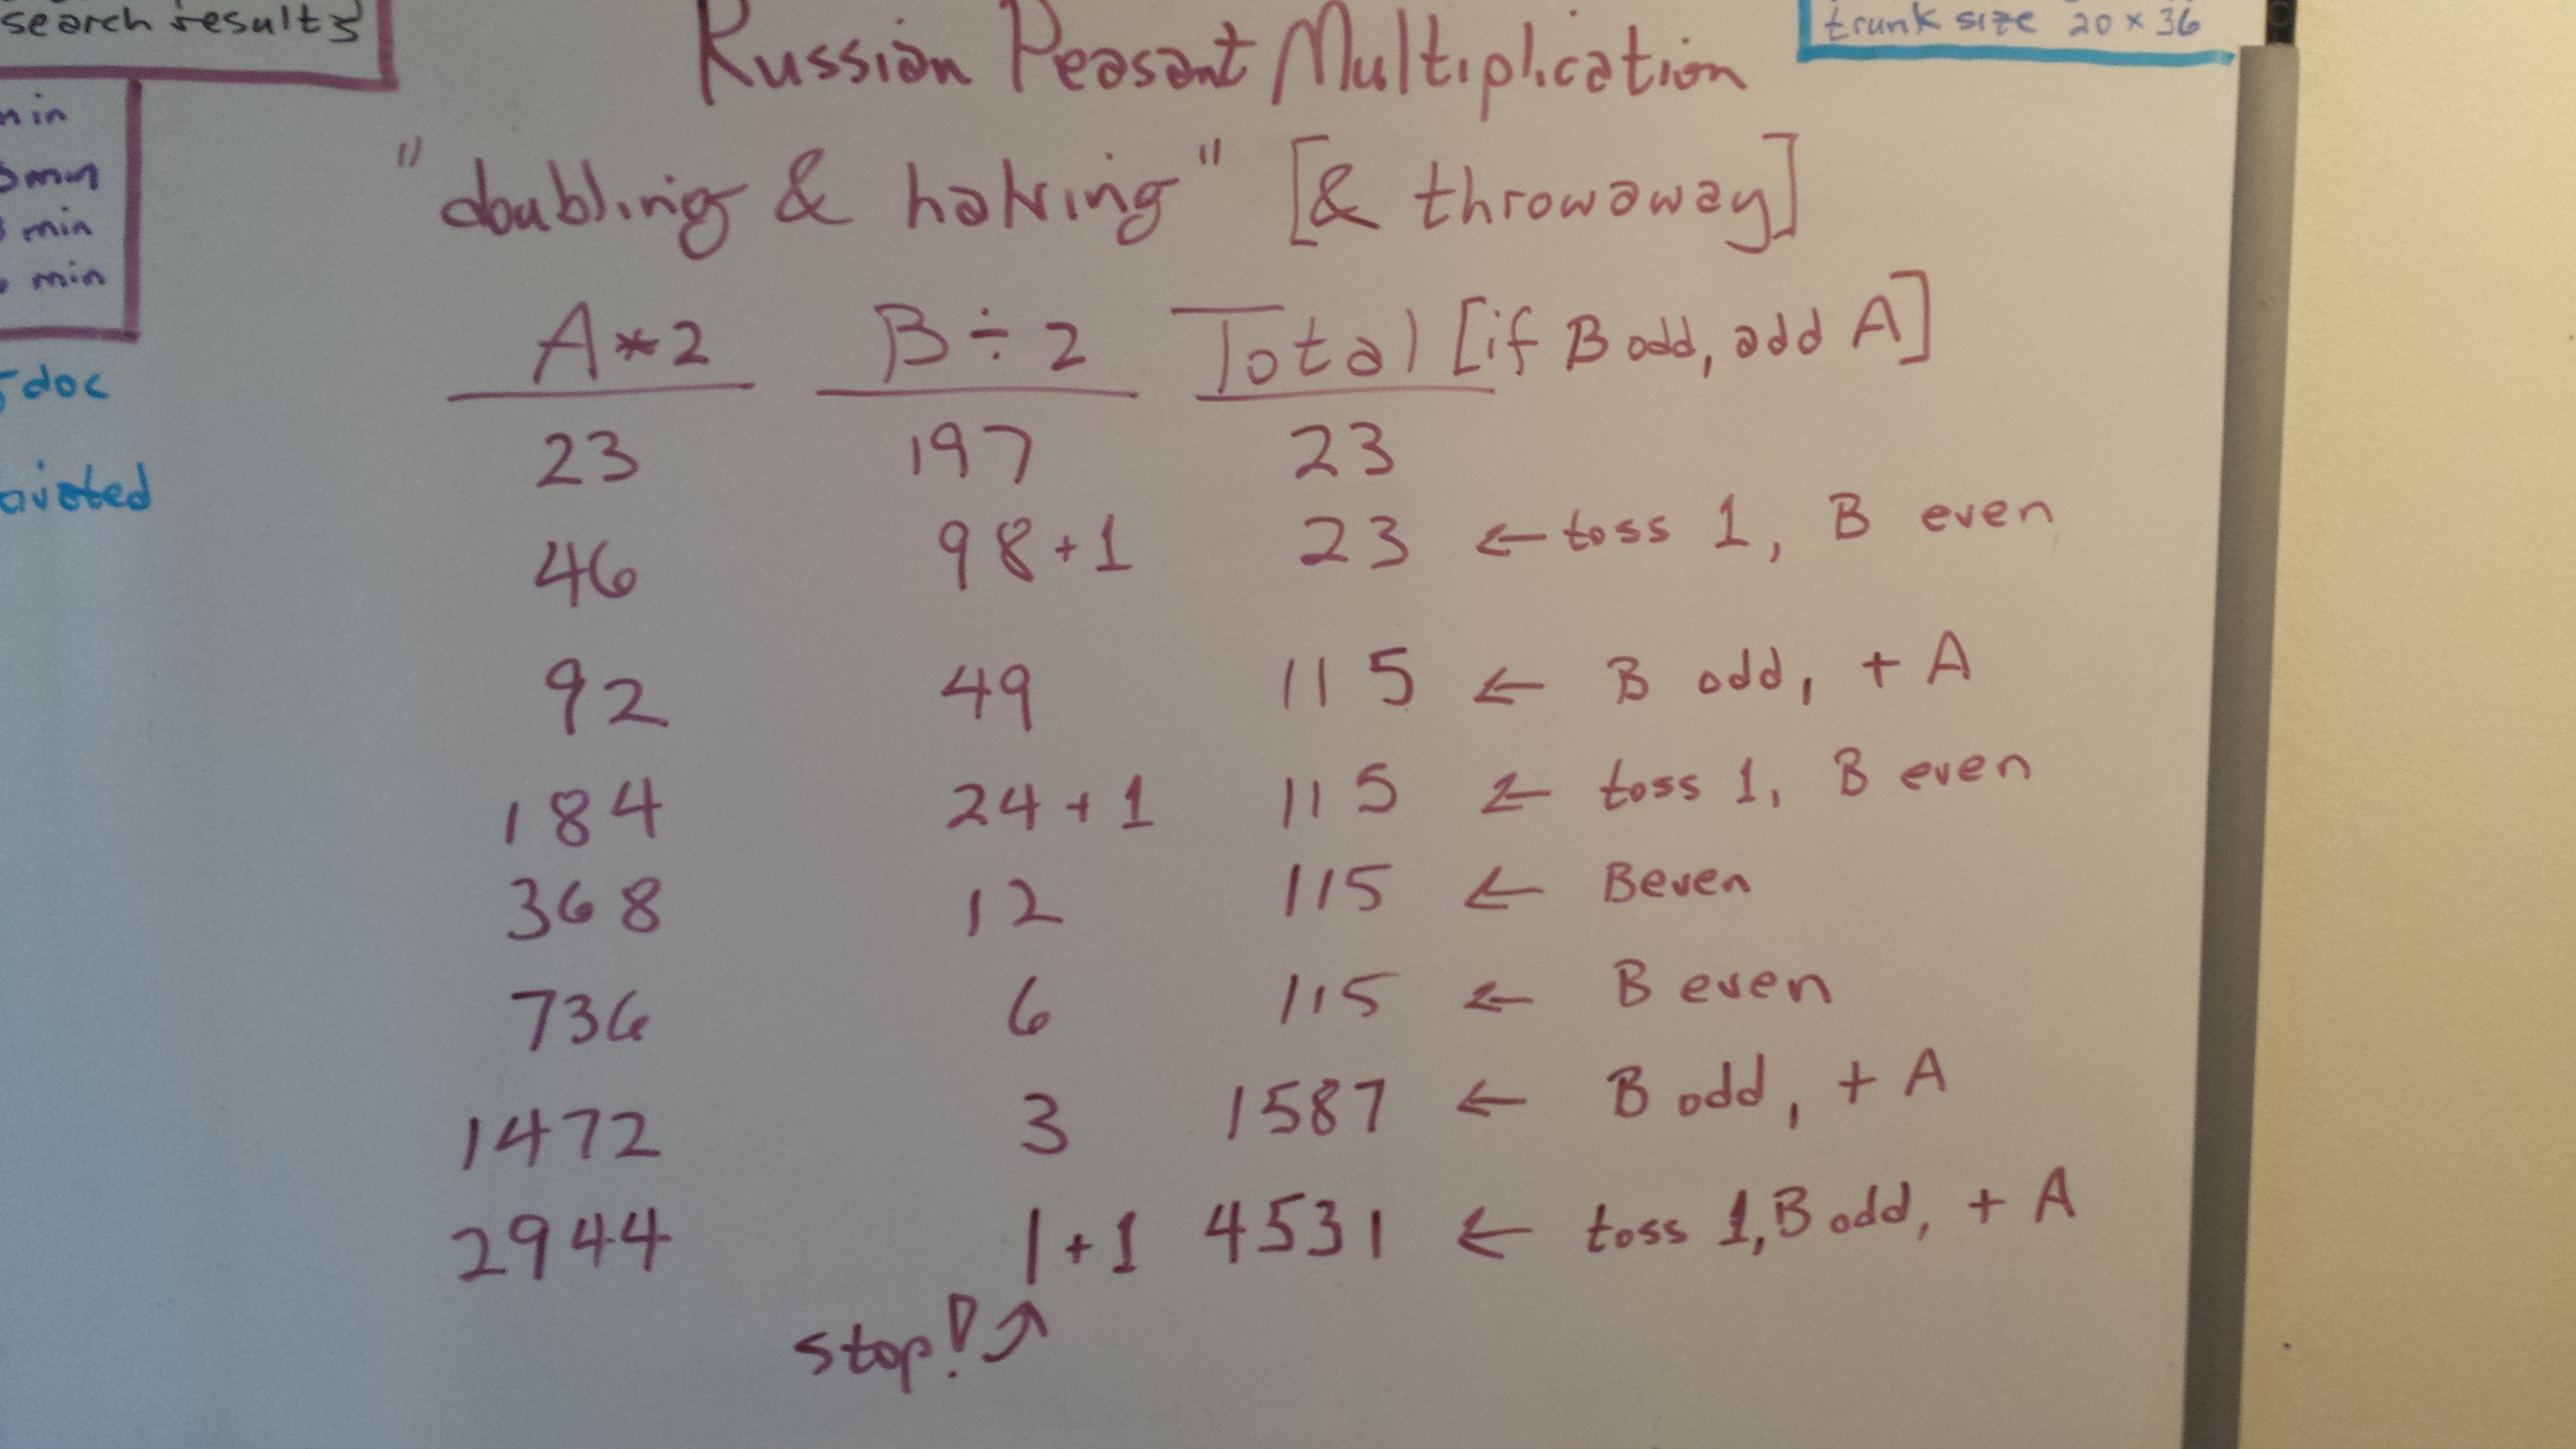 search results
min
min
min
min
doc
trunk size 20 × 36
Russian Peasant Multiplication
"doubling & halving" [& throwaway]
A * 2 B ÷ 2 Total [if B odd, add A]
23 197 23
46 98 + 1 23 ← toss 1, B even
92 49 115 ← B odd, + A
184 24 + 1 115 ← toss 1, B even
368 12 115 ← B even
736 6 115 ← B even
1472 3 1587 ← B odd, + A
2944 1 + 1 4531 ← toss 1, B odd, + A
stop!